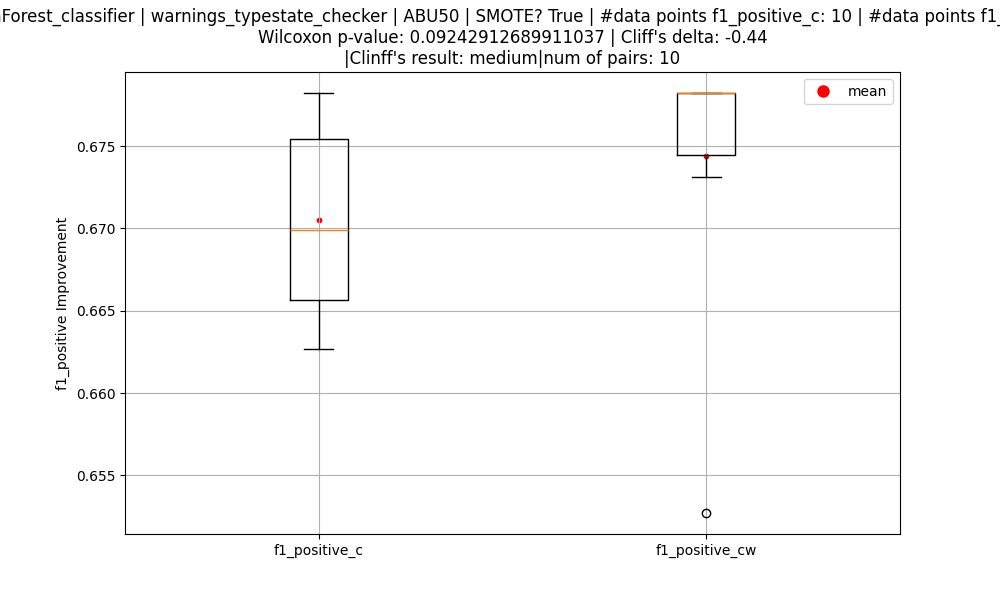 Forest_classifier | warnings_typestate_checker | ABU50 | SMOTE? True | #data points f1_positive_c: 10 | #data points f1_
Wilcoxon p-value: 0.09242912689911037 | Cliff's delta: -0.44
|Clinff's result: medium|num of pairs: 10
mean
0.675
0.670
0.665
0.660
0.655
f1_positive Improvement
f1_positive_c
f1_positive_cw